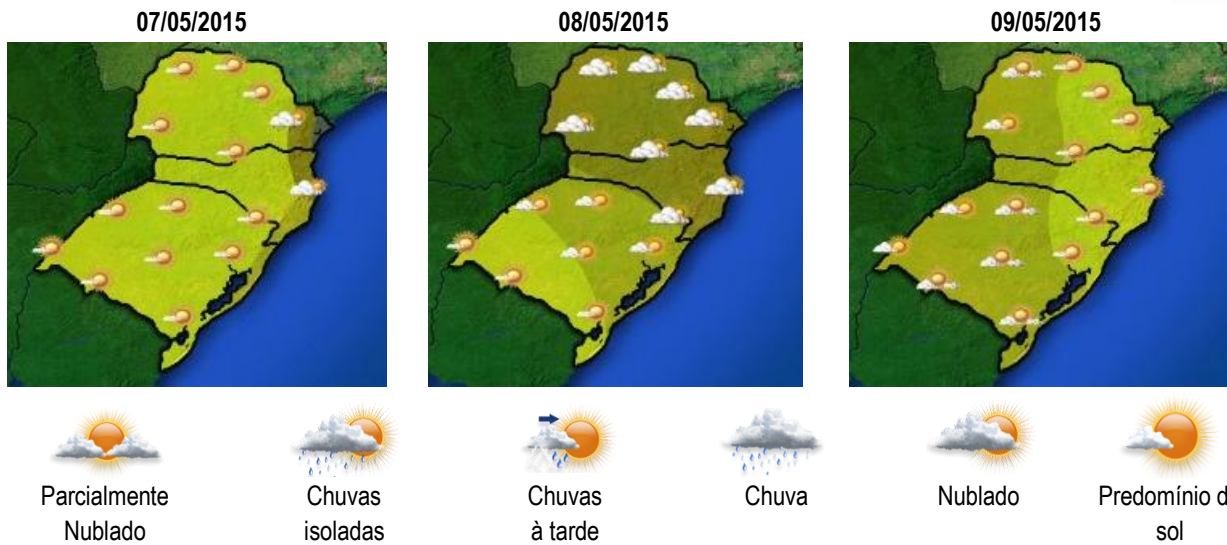 07/05/2015
08/05/2015
09/05/2015
Parcialmente
Nublado
Chuvas
isoladas
Chuvas
à tarde
Chuva
Nublado
Predomínio d
sol